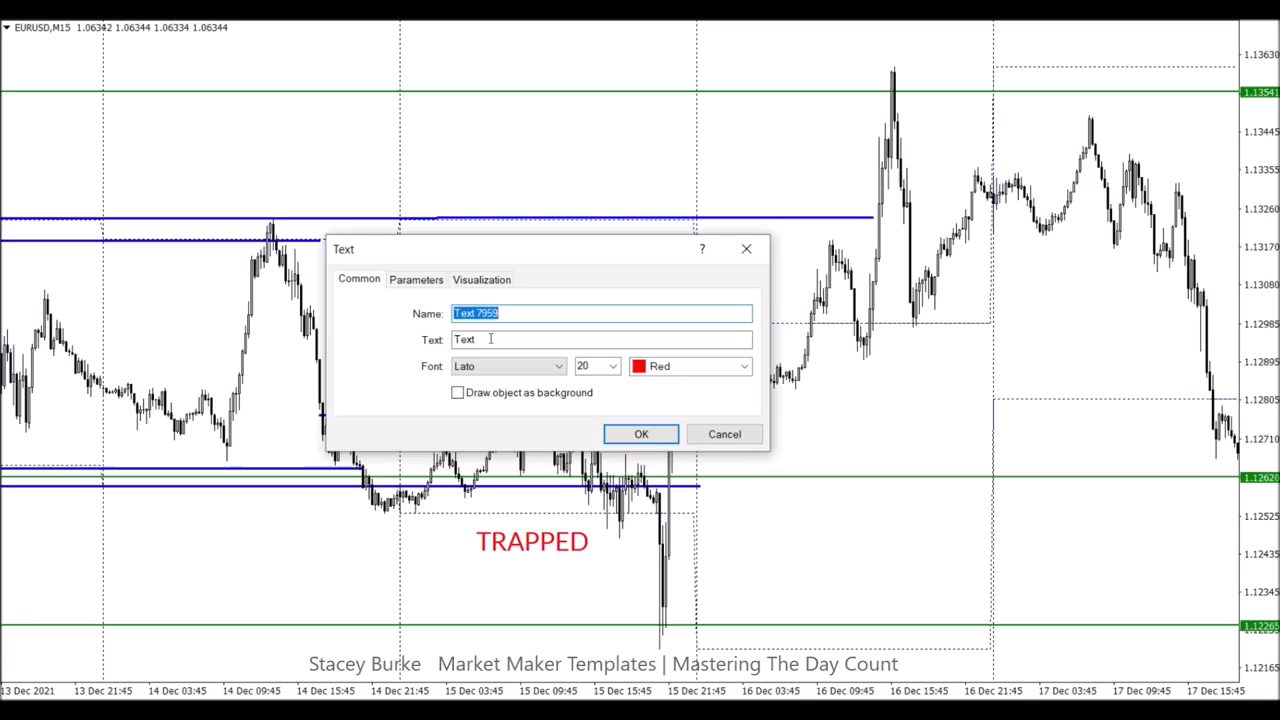 EURUSD,M15 1.06342 1.06344 1.06334 1.06344
1.13630
1.13541
1.13445
1.13355
1.13260
1.13170
1.13080
1.12985
1.12895
1.12805
1.12710
1.12620
1.12525
1.12435
1.12345
1.12265
1.12165
Text
?
Common Parameters Visualization
Name: Text 7959
Text: Text
Font: Lato 20 Red
Draw object as background
OK Cancel
TRAPPED
Stacey Burke Market Maker Templates | Mastering The Day Count
13 Dec 2021 13 Dec 21:45 14 Dec 03:45 14 Dec 09:45 14 Dec 15:45 14 Dec 21:45 15 Dec 03:45 15 Dec 09:45 15 Dec 15:45 15 Dec 21:45 16 Dec 03:45 16 Dec 09:45 16 Dec 15:45 16 Dec 21:45 17 Dec 03:45 17 Dec 09:45 17 Dec 15:45